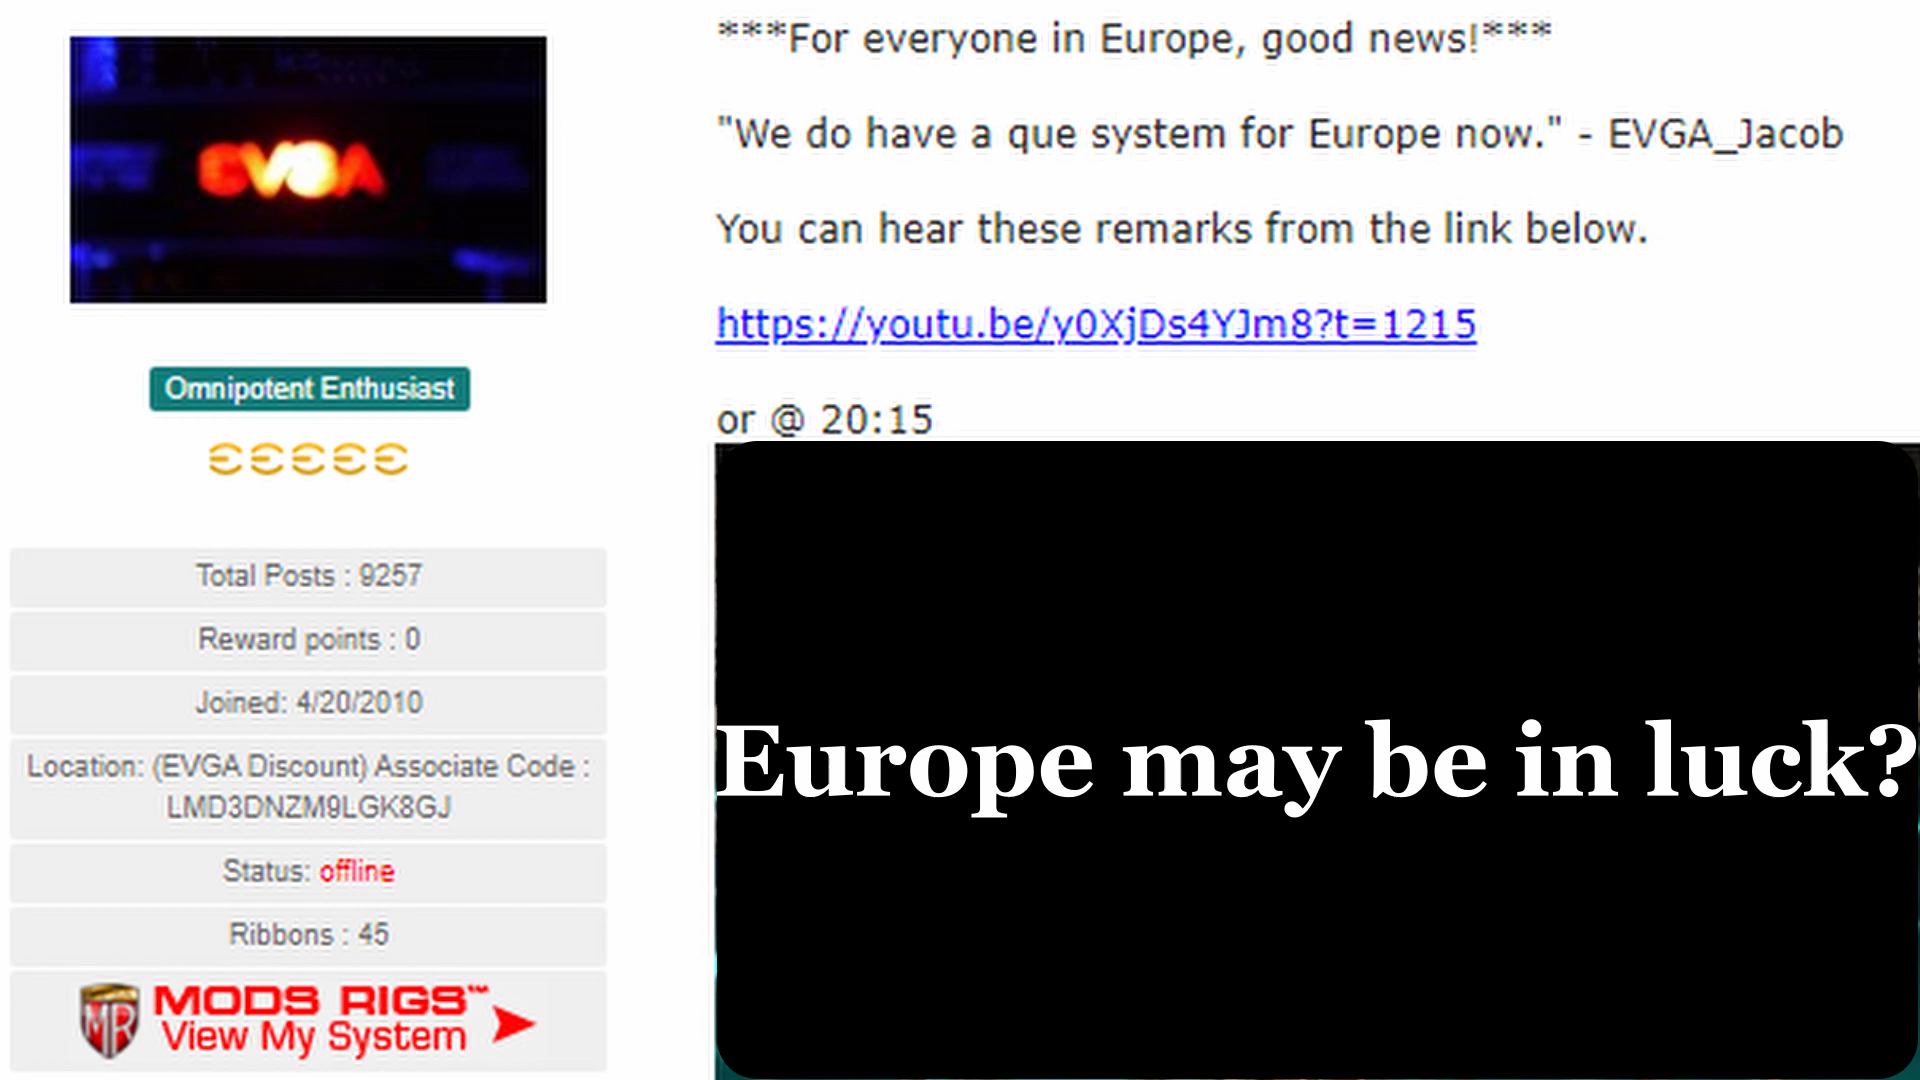 EVGA
Omnipotent Enthusiast
Total Posts : 9257
Reward points : 0
Joined: 4/20/2010
Location: (EVGA Discount) Associate Code :
LMD3DNZM9LGK8GJ
Status: offline
Ribbons : 45
MR
MODS RIGS™
View My System
***For everyone in Europe, good news!***
"We do have a que system for Europe now." - EVGA_Jacob
You can hear these remarks from the link below.
https://youtu.be/y0XjDs4YJm8?t=1215
or @ 20:15
Europe may be in luck?